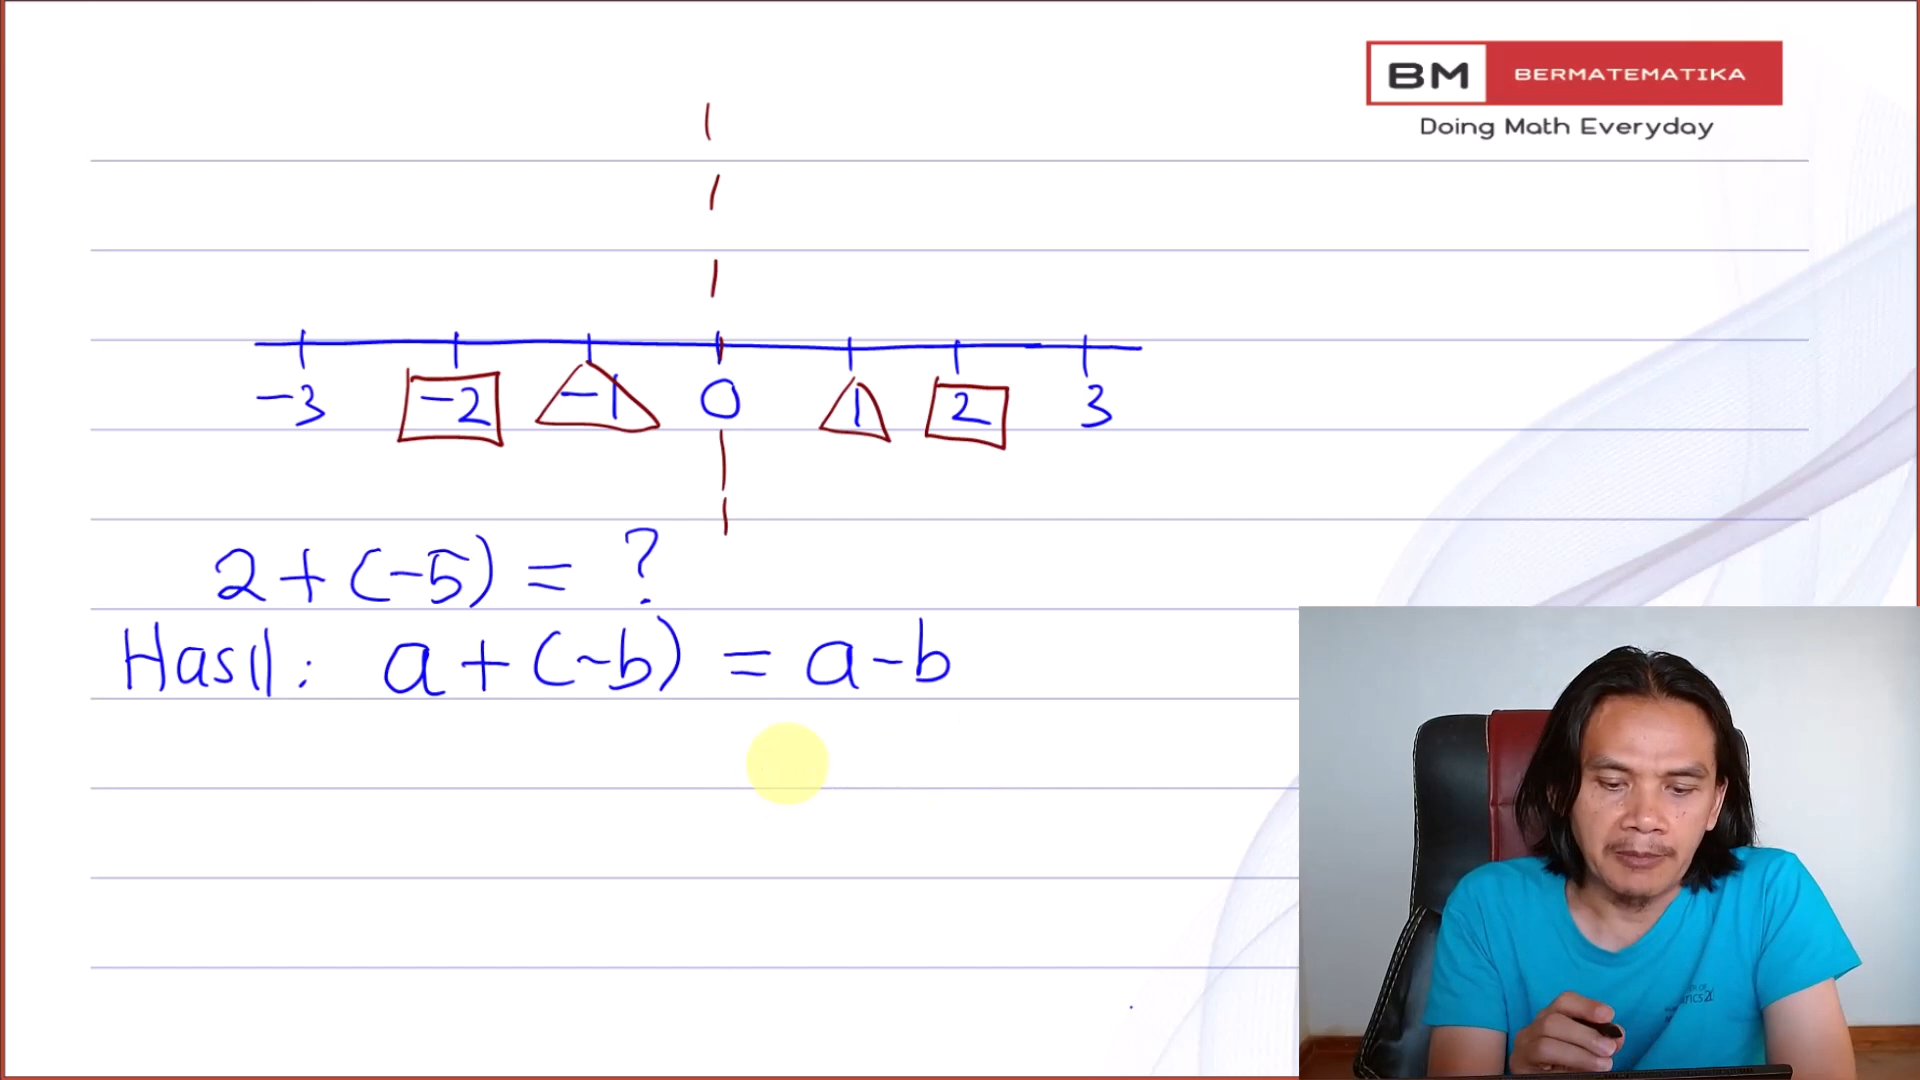 BM BERMATEMATIKA
Doing Math Everyday
-3 -2 -1 0 1 2 3
2 + (-5) = ?
Hasil: a + (-b) = a - b